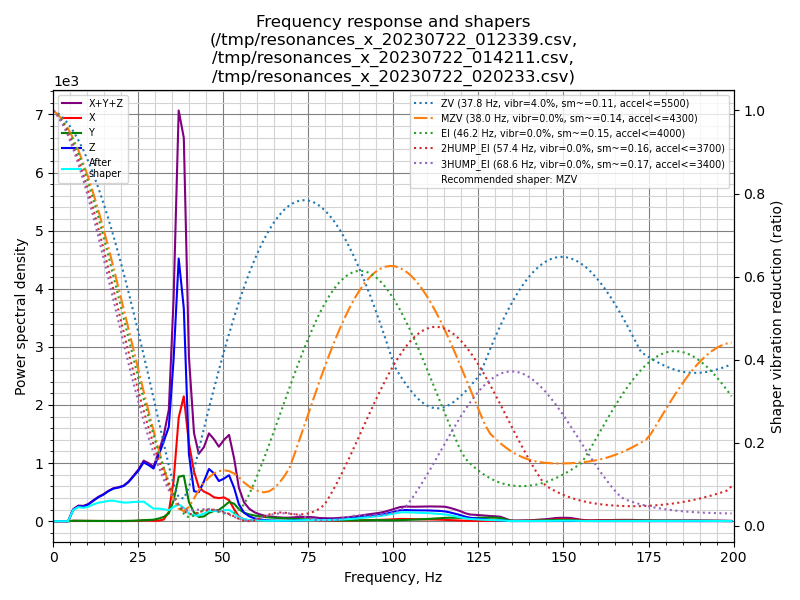 Frequency response and shapers
(/tmp/resonances_x_20230722_012339.csv,
/tmp/resonances_x_20230722_014211.csv,
/tmp/resonances_x_20230722_020233.csv)
1e3
X+Y+Z
X
Y
Z
After
shaper
ZV (37.8 Hz, vibr=4.0%, sm~=0.11, accel<=5500)
MZV (38.0 Hz, vibr=0.0%, sm~=0.14, accel<=4300)
EI (46.2 Hz, vibr=0.0%, sm~=0.15, accel<=4000)
2HUMP_EI (57.4 Hz, vibr=0.0%, sm~=0.16, accel<=3700)
3HUMP_EI (68.6 Hz, vibr=0.0%, sm~=0.17, accel<=3400)
Recommended shaper: MZV
Power spectral density
7
6
5
4
3
2
1
0
1.0
0.8
0.6
0.4
0.2
0.0
Shaper vibration reduction (ratio)
0 25 50 75 100 125 150 175 200
Frequency, Hz